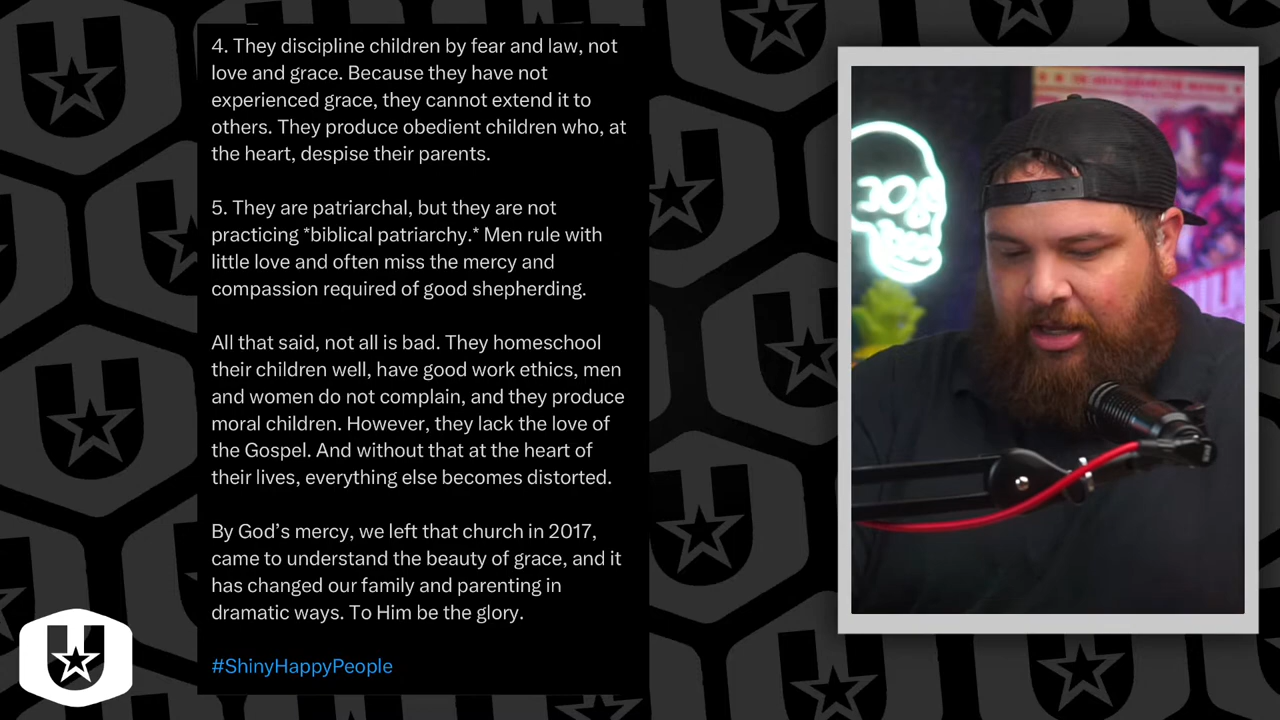 4. They discipline children by fear and law, not
love and grace. Because they have not
experienced grace, they cannot extend it to
others. They produce obedient children who, at
the heart, despise their parents.
5. They are patriarchal, but they are not
practicing *biblical patriarchy.* Men rule with
little love and often miss the mercy and
compassion required of good shepherding.
All that said, not all is bad. They homeschool
their children well, have good work ethics, men
and women do not complain, and they produce
moral children. However, they lack the love of
the Gospel. And without that at the heart of
their lives, everything else becomes distorted.
By God's mercy, we left that church in 2017,
came to understand the beauty of grace, and it
has changed our family and parenting in
dramatic ways. To Him be the glory.
#ShinyHappyPeople